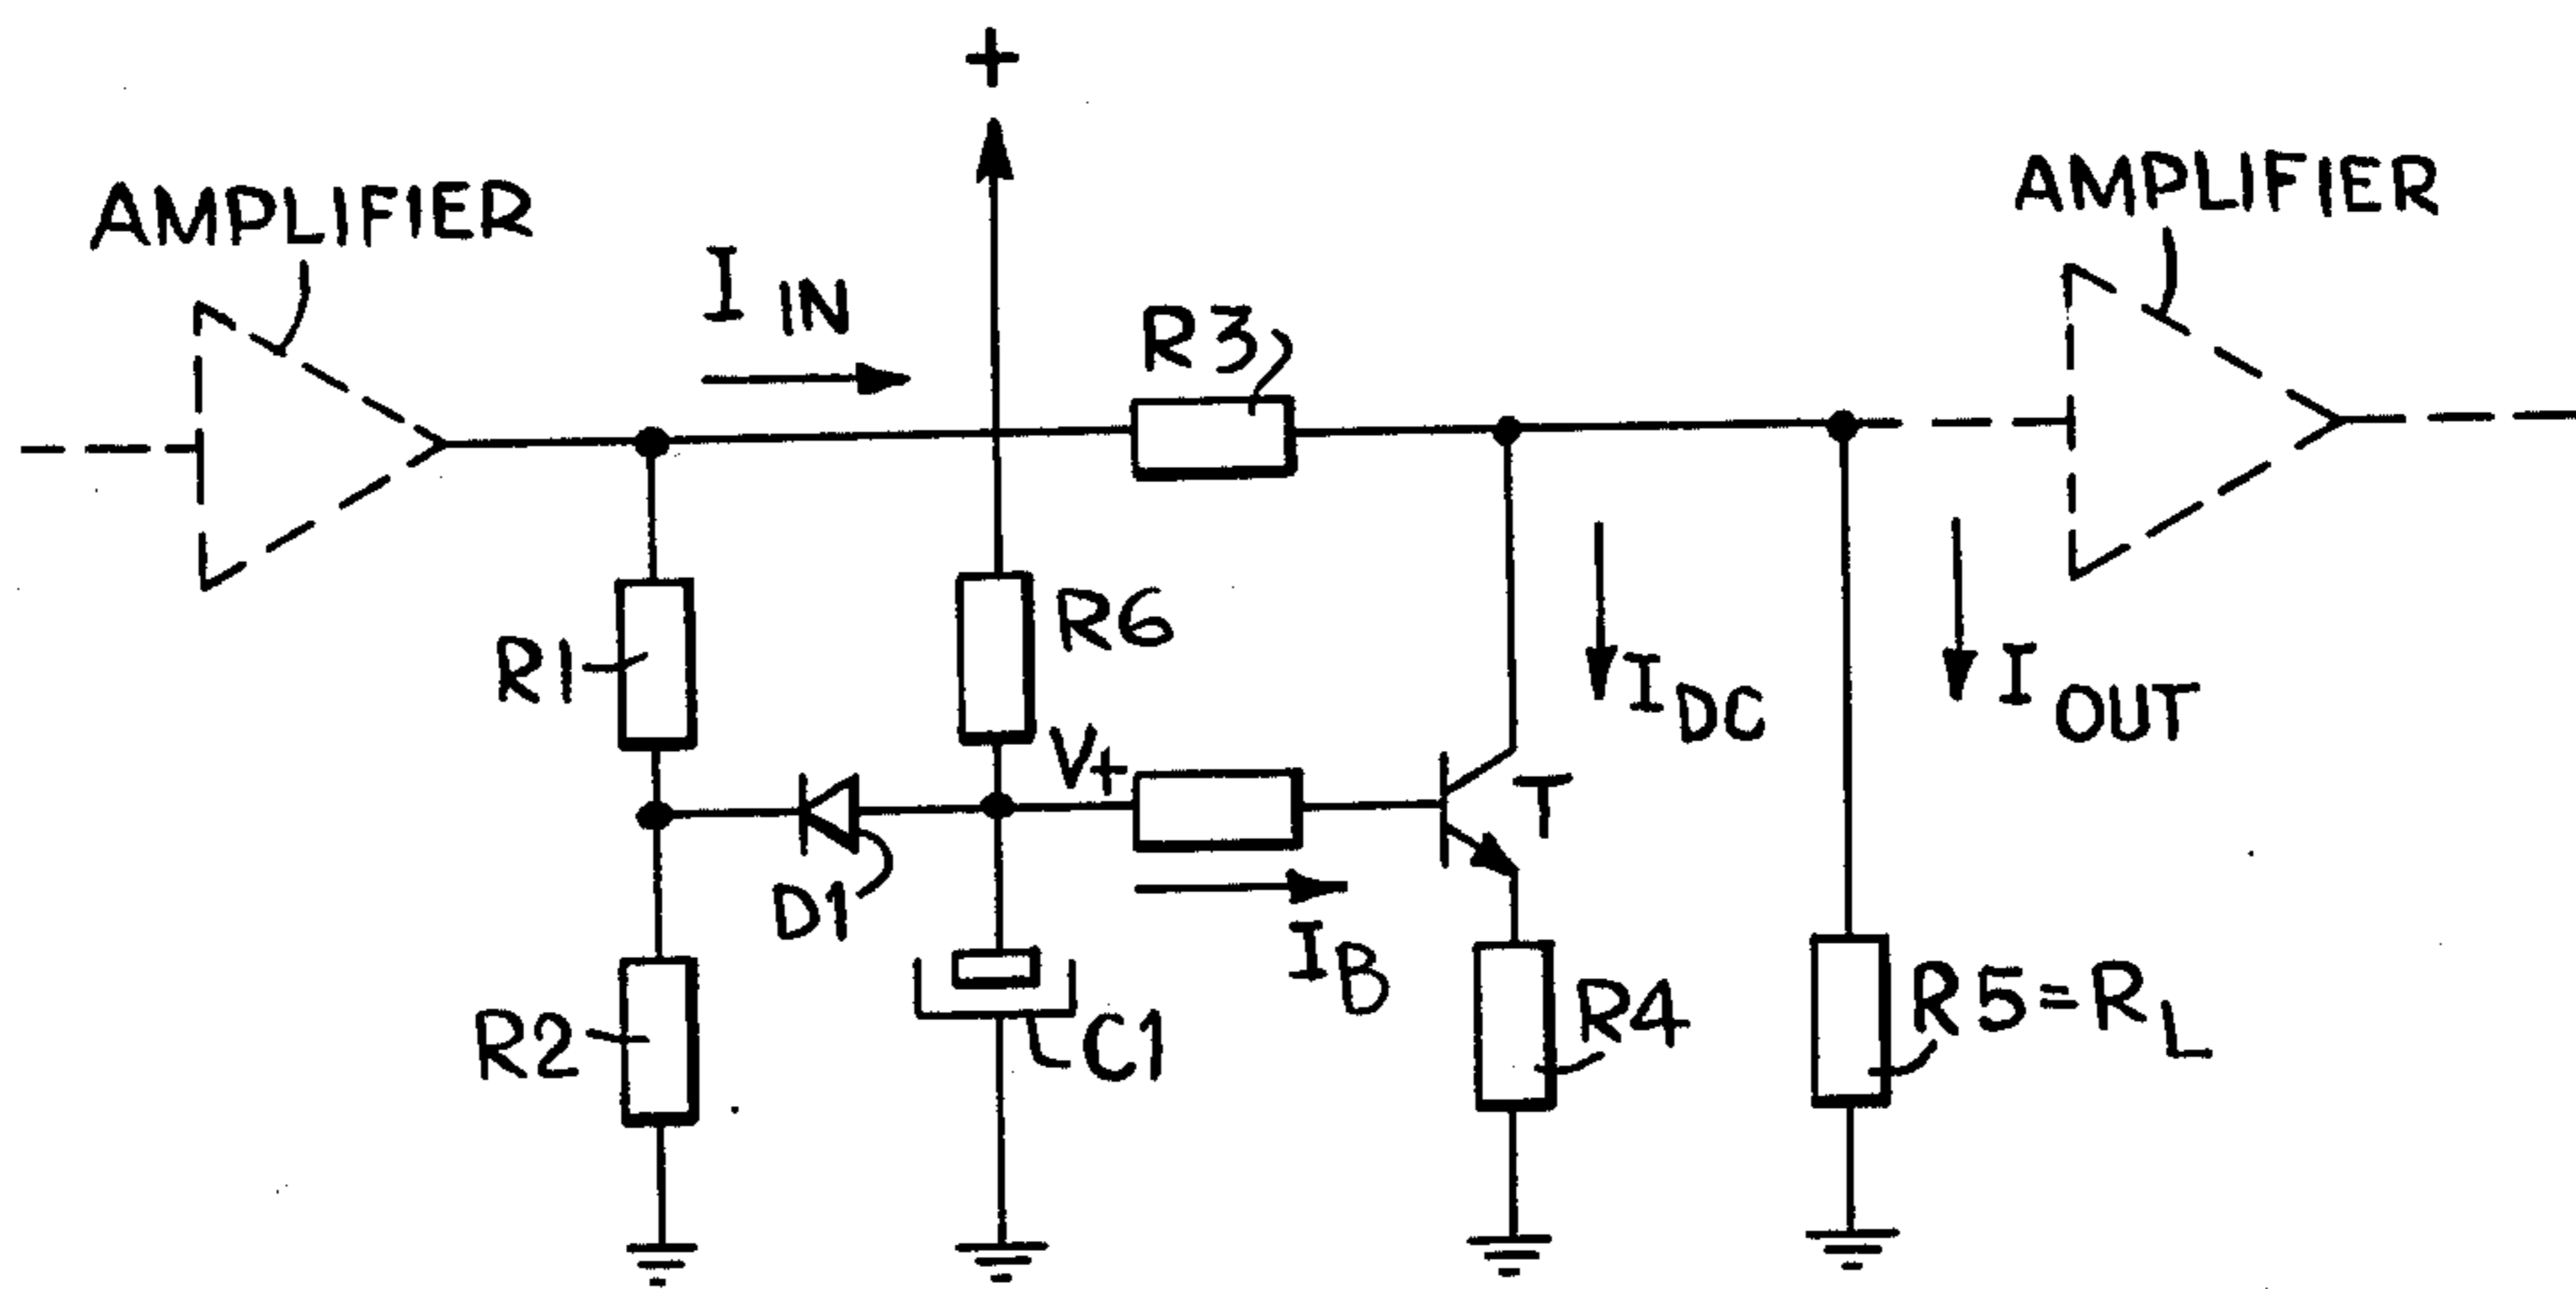 +
AMPLIFIER
AMPLIFIER
I IN
R3
R1
R6
I DC
I OUT
V+
T
D1
I B
R2
C1
R4
R5=RL